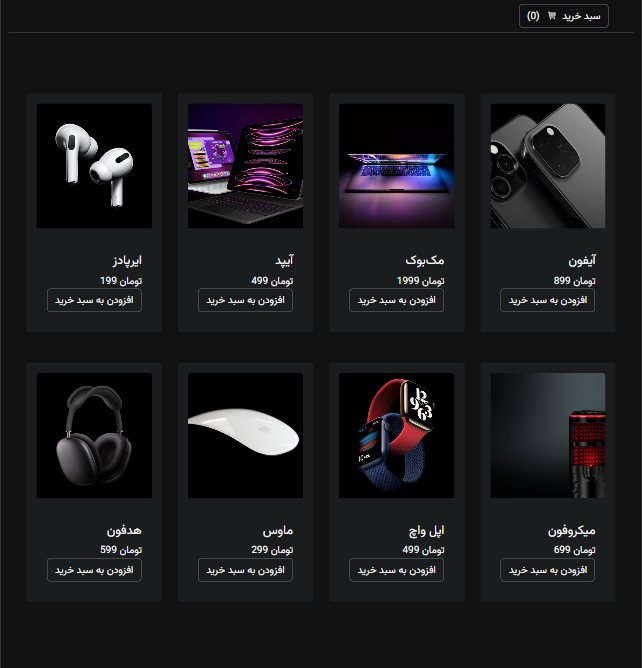 سبد خرید (0)
آیفون
تومان 899
افزودن به سبد خرید
مک‌بوک
تومان 1999
افزودن به سبد خرید
آیپد
تومان 499
افزودن به سبد خرید
ایرپادز
تومان 199
افزودن به سبد خرید
میکروفون
تومان 699
افزودن به سبد خرید
اپل واچ
تومان 499
افزودن به سبد خرید
ماوس
تومان 299
افزودن به سبد خرید
هدفون
تومان 599
افزودن به سبد خرید